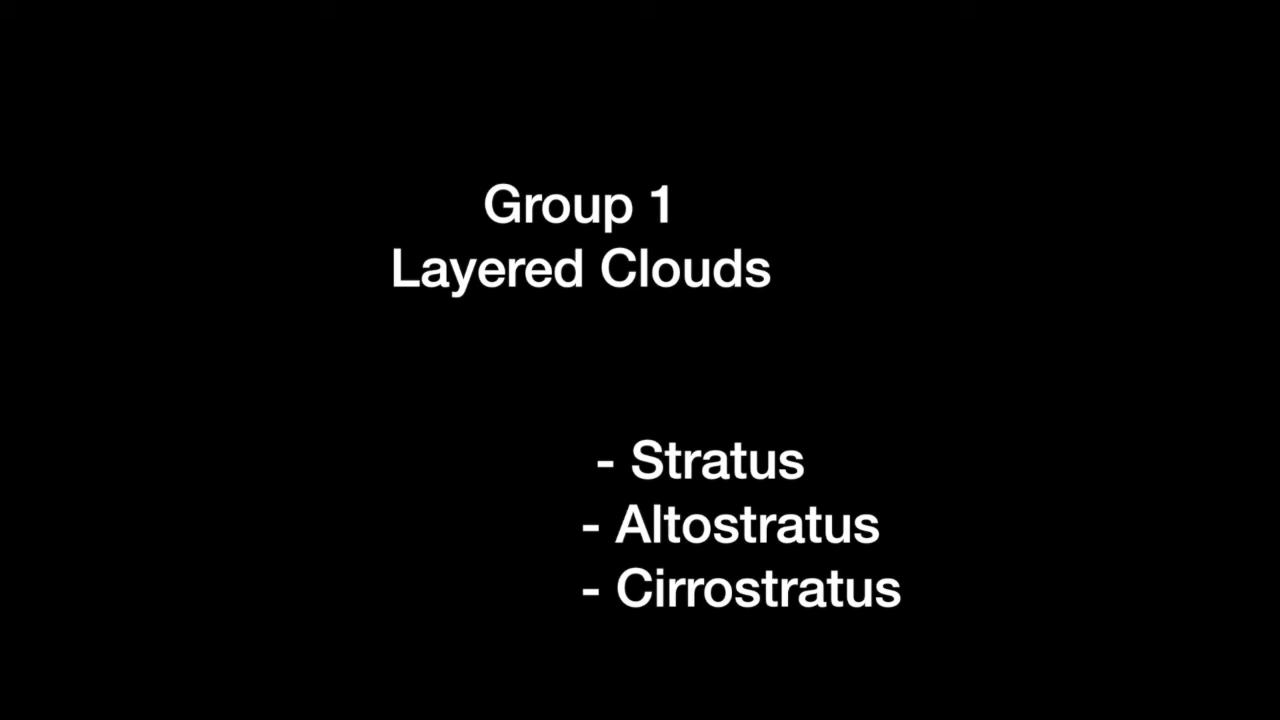 Group 1
Layered Clouds
- Stratus
- Altostratus
- Cirrostratus